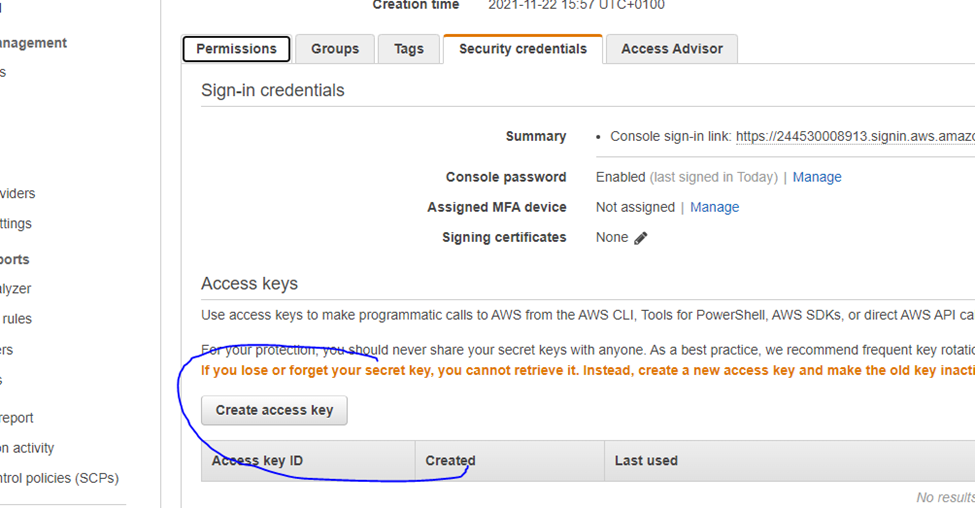 Creation time 2021-11-22 15:57 UTC+0100
Permissions Groups Tags Security credentials Access Advisor
Sign-in credentials
Summary • Console sign-in link: https://244530008913.signin.aws.amazo
Console password Enabled (last signed in Today) | Manage
Assigned MFA device Not assigned | Manage
Signing certificates None
Access keys
Use access keys to make programmatic calls to AWS from the AWS CLI, Tools for PowerShell, AWS SDKs, or direct AWS API ca
For your protection, you should never share your secret keys with anyone. As a best practice, we recommend frequent key rotatio
If you lose or forget your secret key, you cannot retrieve it. Instead, create a new access key and make the old key inacti
Create access key
Access key ID Created Last used
No results
anagement
s
viders
ttings
ports
alyzer
rules
ers
s
report
on activity
ntrol policies (SCPs)